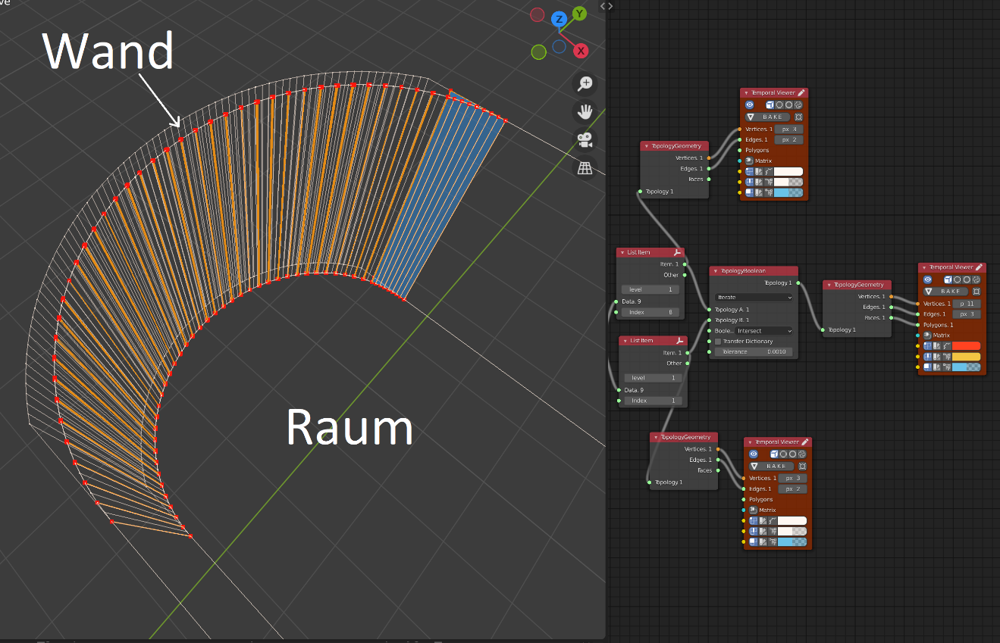 ve
Wand
Raum
Z
Y
X
Temporal Viewer
BAKE
Vertices. 1
px 3
Edges. 1
px 2
Polygons
Matrix
TopologyGeometry
Vertices. 1
Edges. 1
Faces
Topology 1
List Item
Item. 1
Other
level 1
Data. 9
Index 8
TopologyBoolean
Topology 1
Iterate
Topology A. 1
Topology B. 1
Boole.. Intersect
Transfer Dictionary
Tolerance 0.0010
List Item
Item. 1
Other
level 1
Data. 9
Index 1
TopologyGeometry
Vertices. 1
Edges. 1
Faces. 1
Topology 1
Temporal Viewer
BAKE
Vertices. 1 p 11
Edges. 1 px 3
Polygons. 1
Matrix
TopologyGeometry
Vertices. 1
Edges. 1
Faces
Topology 1
Temporal Viewer
BAKE
Vertices. 1 px 3
Edges. 1 px 2
Polygons
Matrix